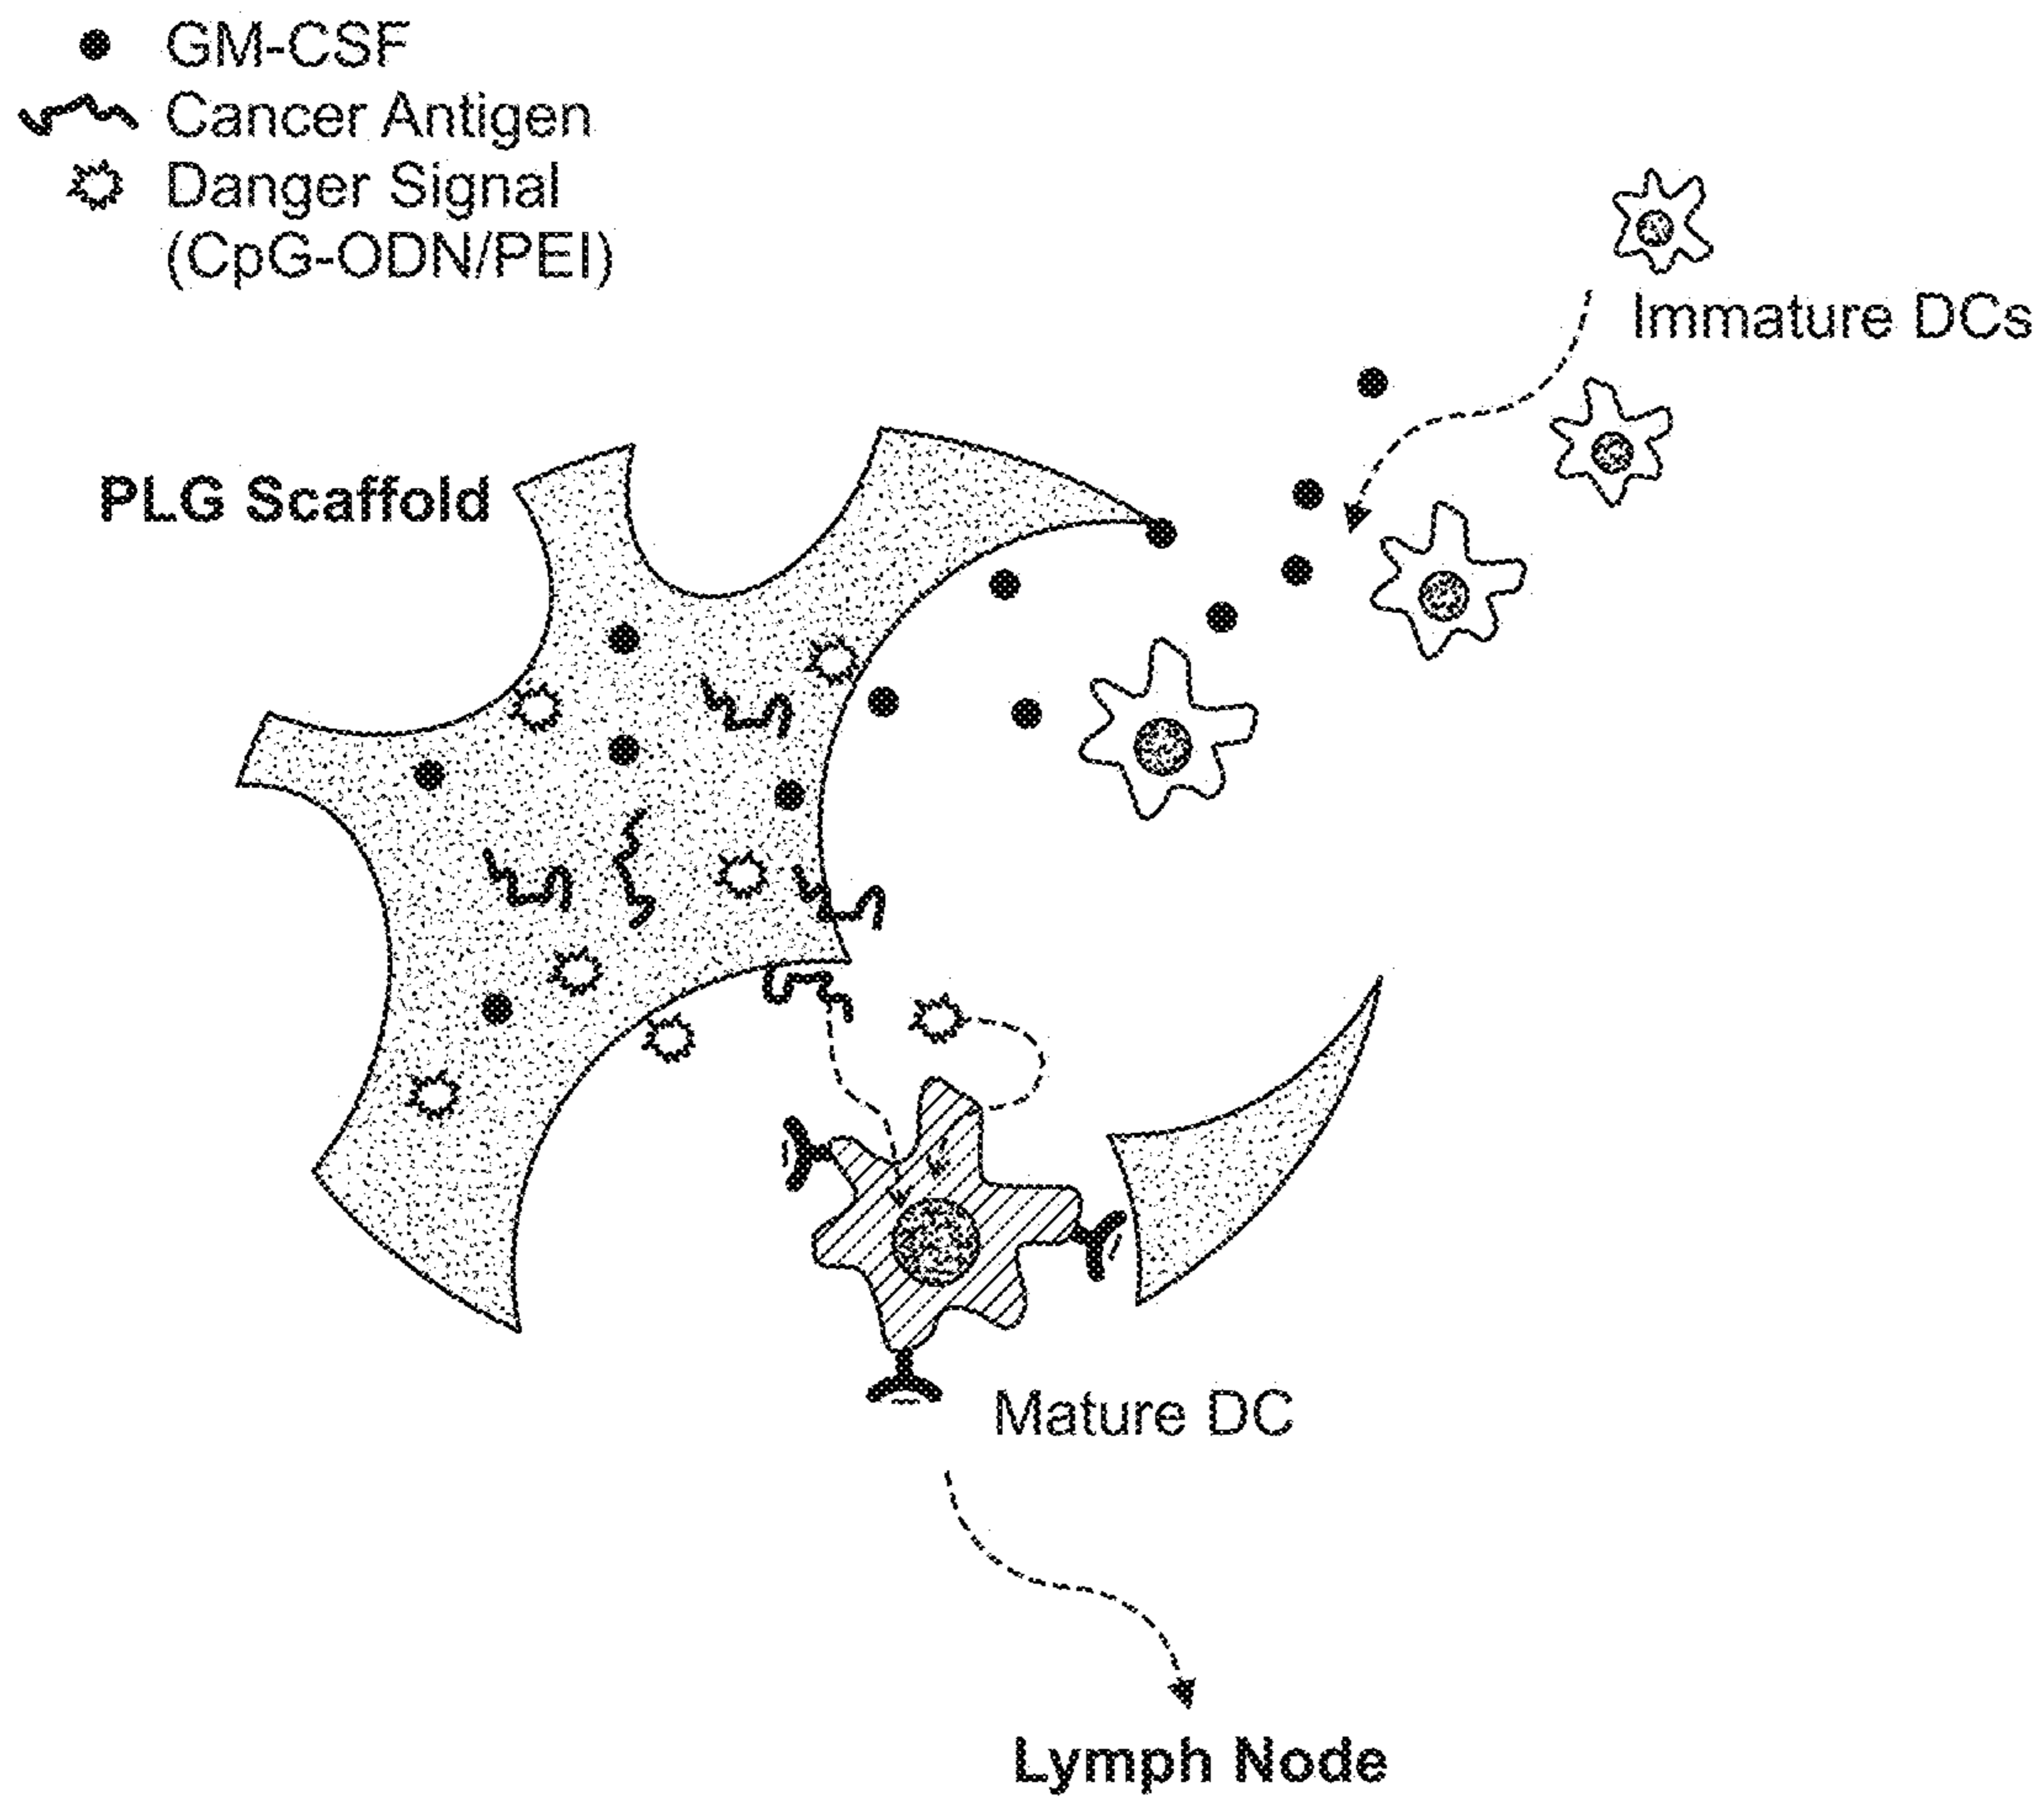 GM-CSF
Cancer Antigen
Danger Signal
(CpG-ODN/PEI)
Immature DCs
PLG Scaffold
Mature DC
Lymph Node